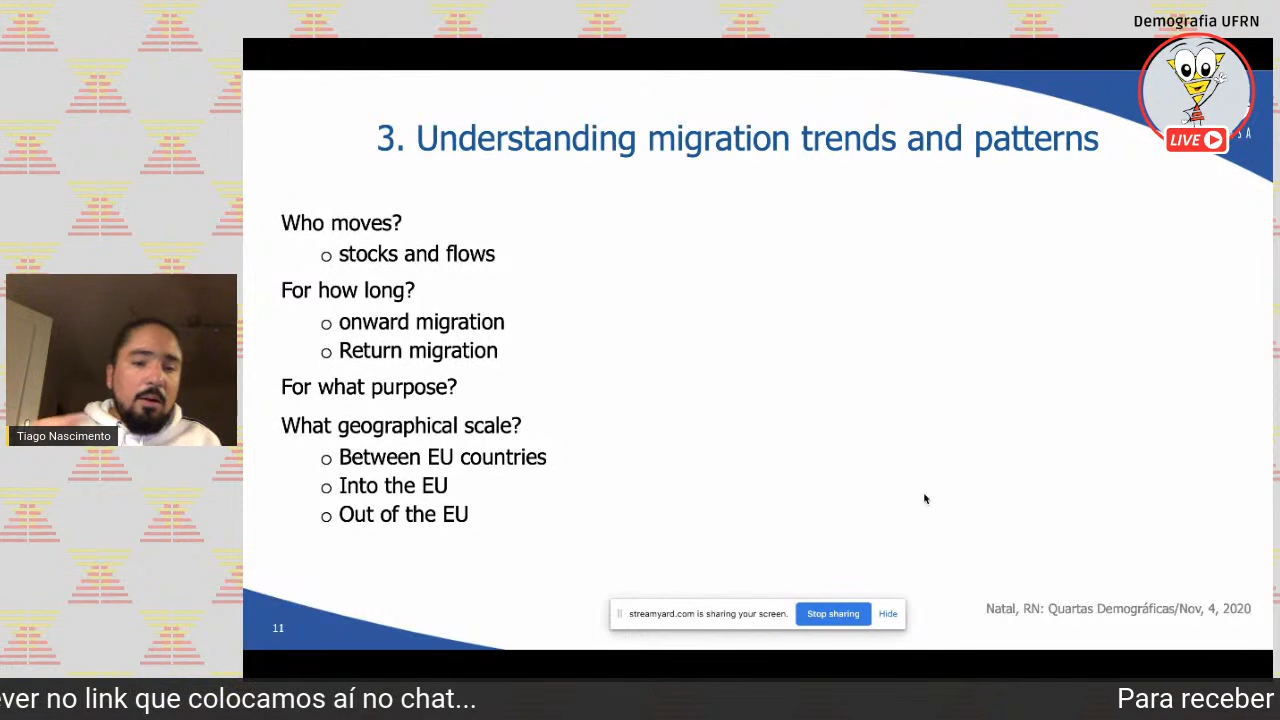 Demografia UFRN
LIVE
3. Understanding migration trends and patterns
Who moves?
o stocks and flows
For how long?
o onward migration
o Return migration
For what purpose?
What geographical scale?
o Between EU countries
o Into the EU
o Out of the EU
Tiago Nascimento
streamyard.com is sharing your screen. Stop sharing Hide
Natal, RN: Quartas Demográficas/Nov, 4, 2020
11
ever no link que colocamos aí no chat... Para receber